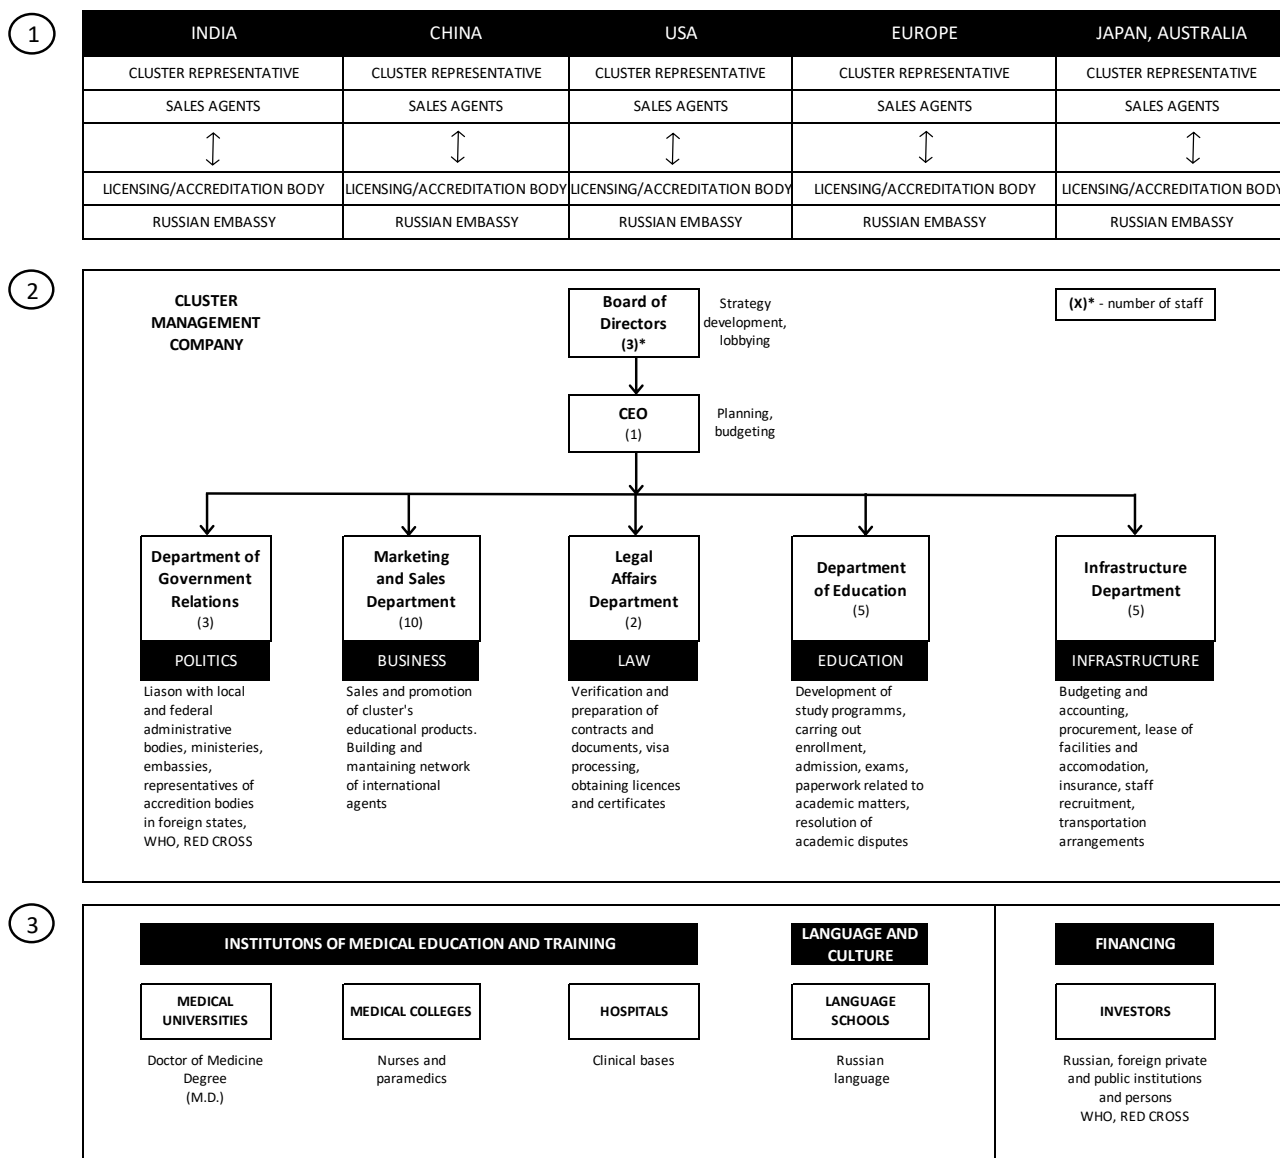 1
INDIA CHINA USA EUROPE JAPAN, AUSTRALIA
CLUSTER REPRESENTATIVE CLUSTER REPRESENTATIVE CLUSTER REPRESENTATIVE CLUSTER REPRESENTATIVE CLUSTER REPRESENTATIVE
SALES AGENTS SALES AGENTS SALES AGENTS SALES AGENTS SALES AGENTS
LICENSING/ACCREDITATION BODY LICENSING/ACCREDITATION BODY LICENSING/ACCREDITATION BODY LICENSING/ACCREDITATION BODY LICENSING/ACCREDITATION BODY
RUSSIAN EMBASSY RUSSIAN EMBASSY RUSSIAN EMBASSY RUSSIAN EMBASSY RUSSIAN EMBASSY
2
CLUSTER
MANAGEMENT
COMPANY
Board of
Directors
(3)*
Strategy
development,
lobbying
(X)* - number of staff
CEO
(1)
Planning,
budgeting
Department of
Government
Relations
(3)
POLITICS
Liason with local
and federal
administrative
bodies, ministeries,
embassies,
representatives of
accredition bodies
in foreign states,
WHO, RED CROSS
Marketing
and Sales
Department
(10)
BUSINESS
Sales and promotion
of cluster's
educational products.
Building and
mantaining network
of international
agents
Legal
Affairs
Department
(2)
LAW
Verification and
preparation of
contracts and
documents, visa
processing,
obtaining licences
and certificates
Department
of Education
(5)
EDUCATION
Development of
study programms,
carring out
enrollment,
admission, exams,
paperwork related to
academic matters,
resolution of
academic disputes
Infrastructure
Department
(5)
INFRASTRUCTURE
Budgeting and
accounting,
procurement, lease of
facilities and
accomodation,
insurance, staff
recruitment,
transportation
arrangements
3
INSTITUTONS OF MEDICAL EDUCATION AND TRAINING
MEDICAL
UNIVERSITIES
Doctor of Medicine
Degree
(M.D.)
MEDICAL COLLEGES
Nurses and
paramedics
HOSPITALS
Clinical bases
LANGUAGE AND
CULTURE
LANGUAGE
SCHOOLS
Russian
language
FINANCING
INVESTORS
Russian, foreign private
and public institutions
and persons
WHO, RED CROSS